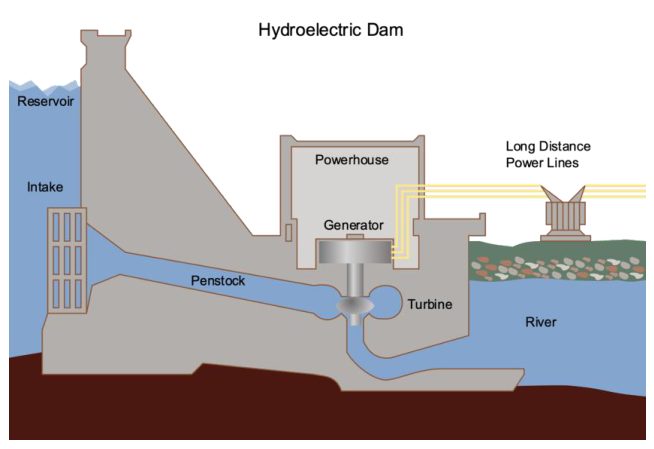 Hydroelectric Dam
Reservoir
Intake
Powerhouse
Long Distance
Power Lines
Generator
Penstock
Turbine
River